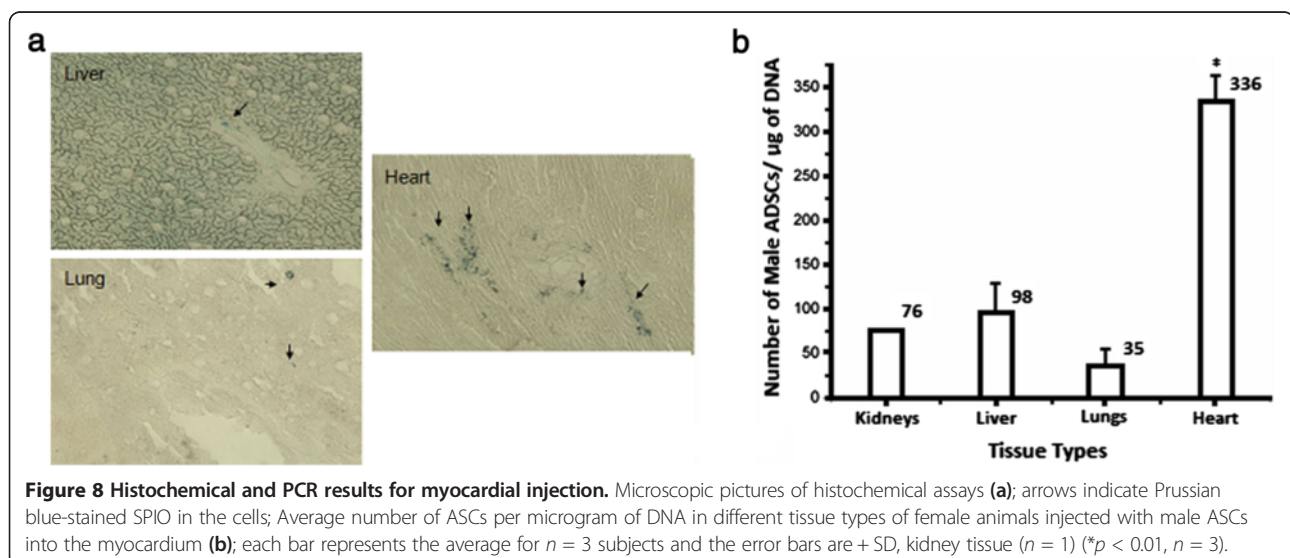 a
Liver
Lung
Heart
b
Number of Male ADSCs/ ug of DNA
350
300
250
200
150
100
50
0
76
98
35
*
336
Kidneys
Liver
Lungs
Heart
Tissue Types
Figure 8 Histochemical and PCR results for myocardial injection. Microscopic pictures of histochemical assays (a); arrows indicate Prussian
blue-stained SPIO in the cells; Average number of ASCs per microgram of DNA in different tissue types of female animals injected with male ASCs
into the myocardium (b); each bar represents the average for n = 3 subjects and the error bars are + SD, kidney tissue (n = 1) (*p < 0.01, n = 3).